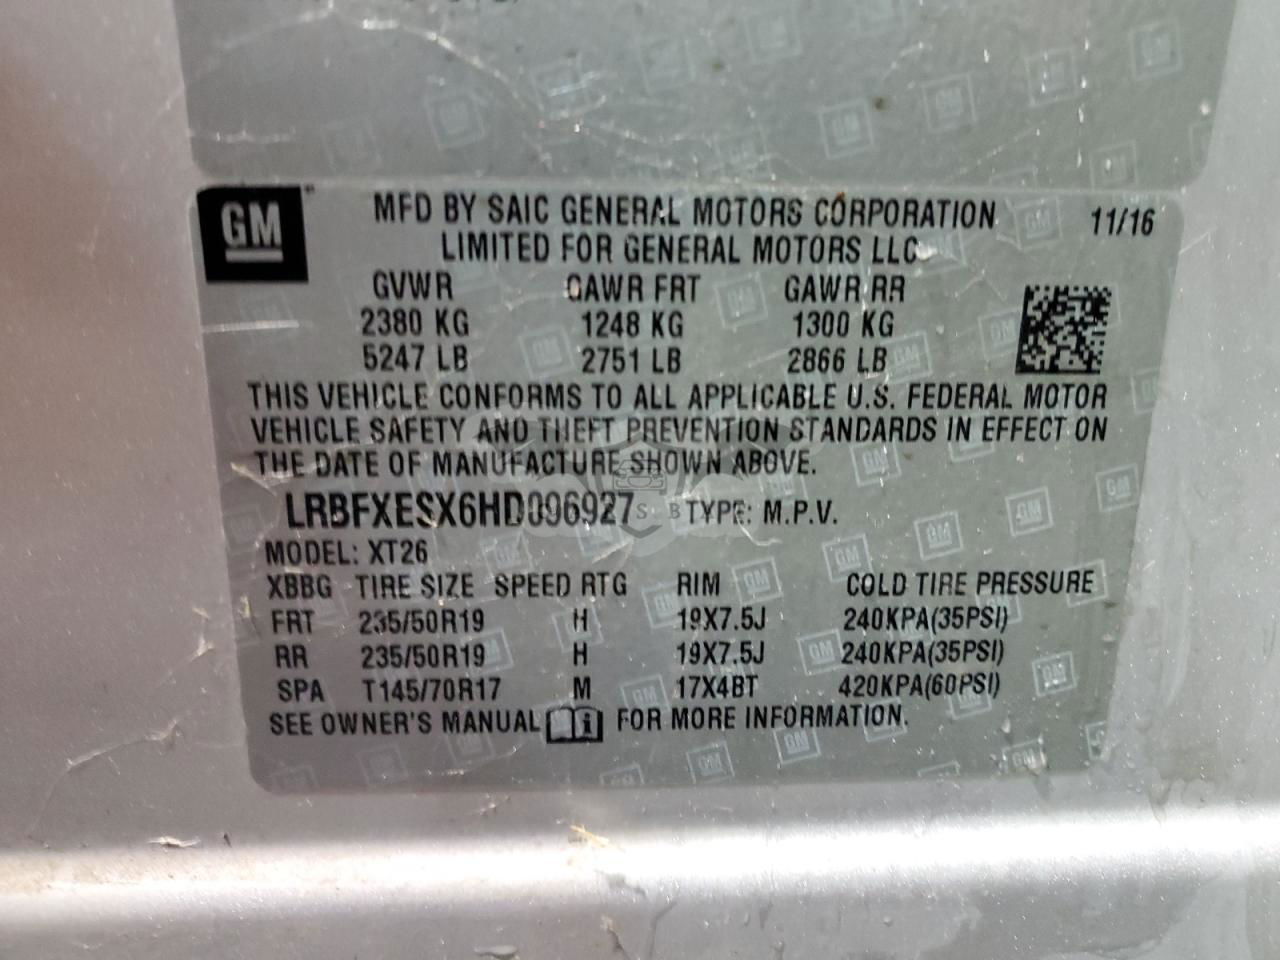 GM MFD BY SAIC GENERAL MOTORS CORPORATION 11/16
LIMITED FOR GENERAL MOTORS LLC
GVWR GAWR FRT GAWR RR
2380 KG 1248 KG 1300 KG
5247 LB 2751 LB 2866 LB
THIS VEHICLE CONFORMS TO ALL APPLICABLE U.S. FEDERAL MOTOR
VEHICLE SAFETY AND THEFT PREVENTION STANDARDS IN EFFECT ON
THE DATE OF MANUFACTURE SHOWN ABOVE.
LRBFXESX6HD096927 TYPE: M.P.V.
MODEL: XT26
XBBG TIRE SIZE SPEED RTG RIM COLD TIRE PRESSURE
FRT 235/50R19 H 19X7.5J 240KPA(35PSI)
RR 235/50R19 H 19X7.5J 240KPA(35PSI)
SPA T145/70R17 M 17X4BT 420KPA(60PSI)
SEE OWNER'S MANUAL FOR MORE INFORMATION.